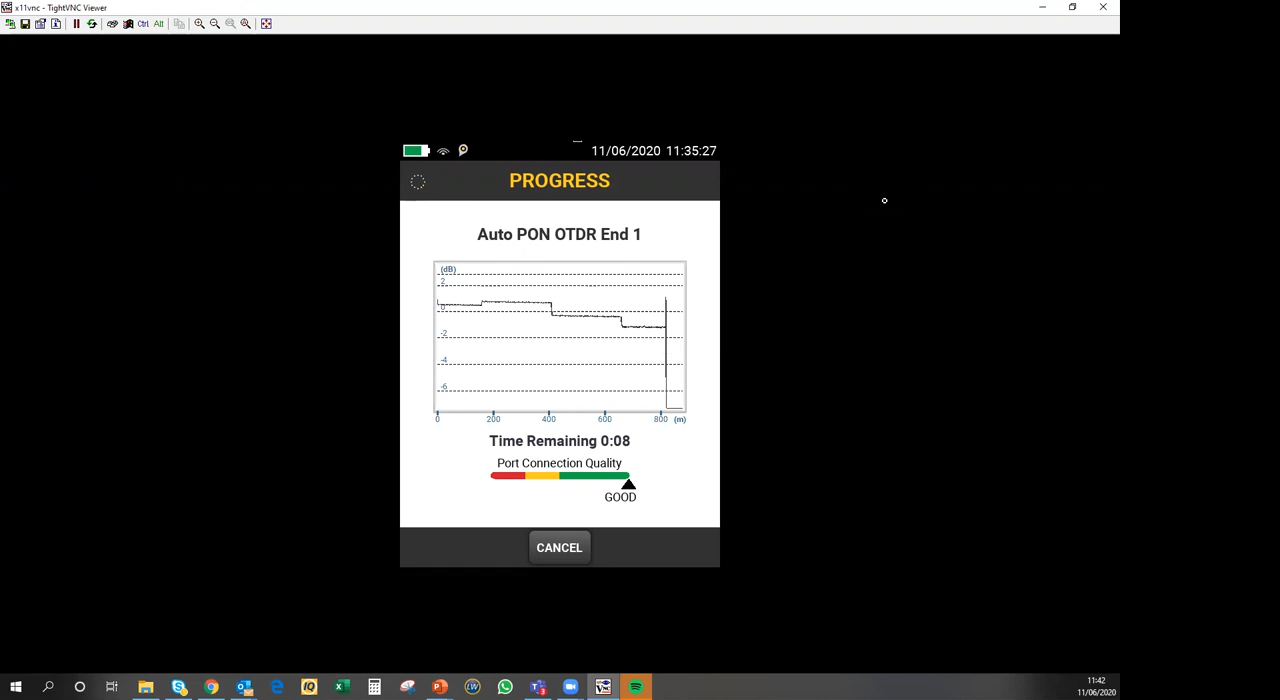 x11vnc - TightVNC Viewer
Ctrl Alt
11/06/2020 11:35:27
PROGRESS
Auto PON OTDR End 1
(dB)
2
0
-2
-4
-6
0 200 400 600 800 (m)
Time Remaining 0:08
Port Connection Quality
GOOD
CANCEL
11:42
11/06/2020